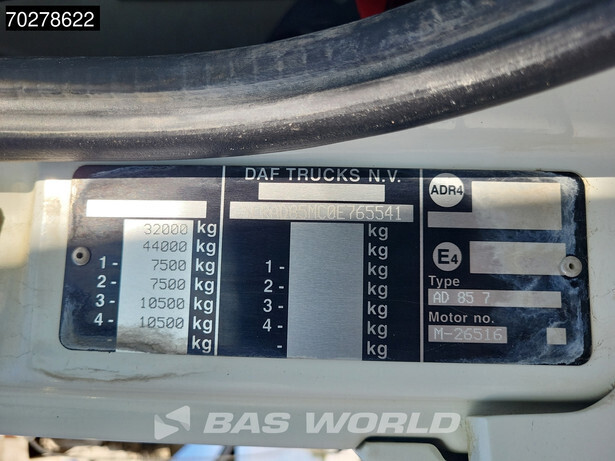 70278622
DAF TRUCKS N.V.
32000 kg
44000 kg
1- 7500 kg
2- 7500 kg
3- 10500 kg
4- 10500 kg
kg
kg
kg
1- kg
2- kg
3- kg
4- kg
kg
ADR4
E4
Type
AD 85 7
Motor no.
M-26516
BAS WORLD